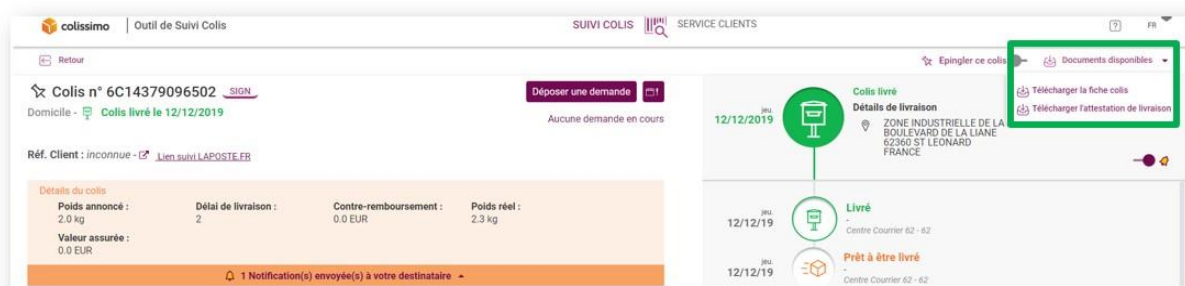 colissimo | Outil de Suivi Colis
SUIVI COLIS
SERVICE CLIENTS
?
FR
Retour
Epingler ce colis
Documents disponibles
Télécharger la fiche colis
Télécharger l'attestation de livraison
Colis n° 6C14379096502 SIGN
Domicile - Colis livré le 12/12/2019
Déposer une demande
Aucune demande en cours
Réf. Client : inconnue - Lien suivi LAPOSTE.FR
Détails du colis
Poids annoncé : Délai de livraison : Contre-remboursement : Poids réel :
2.0 kg 2 0.0 EUR 2.3 kg
Valeur assurée :
0.0 EUR
1 Notification(s) envoyée(s) à votre destinataire
jeu.
12/12/2019
Colis livré
Détails de livraison
ZONE INDUSTRIELLE DE LA
BOULEVARD DE LA LIANE
62360 ST LEONARD
FRANCE
jeu.
12/12/19
Livré
-
Centre Courrier 62 - 62
jeu.
12/12/19
Prêt à être livré
-
Centre Courrier 62 - 62